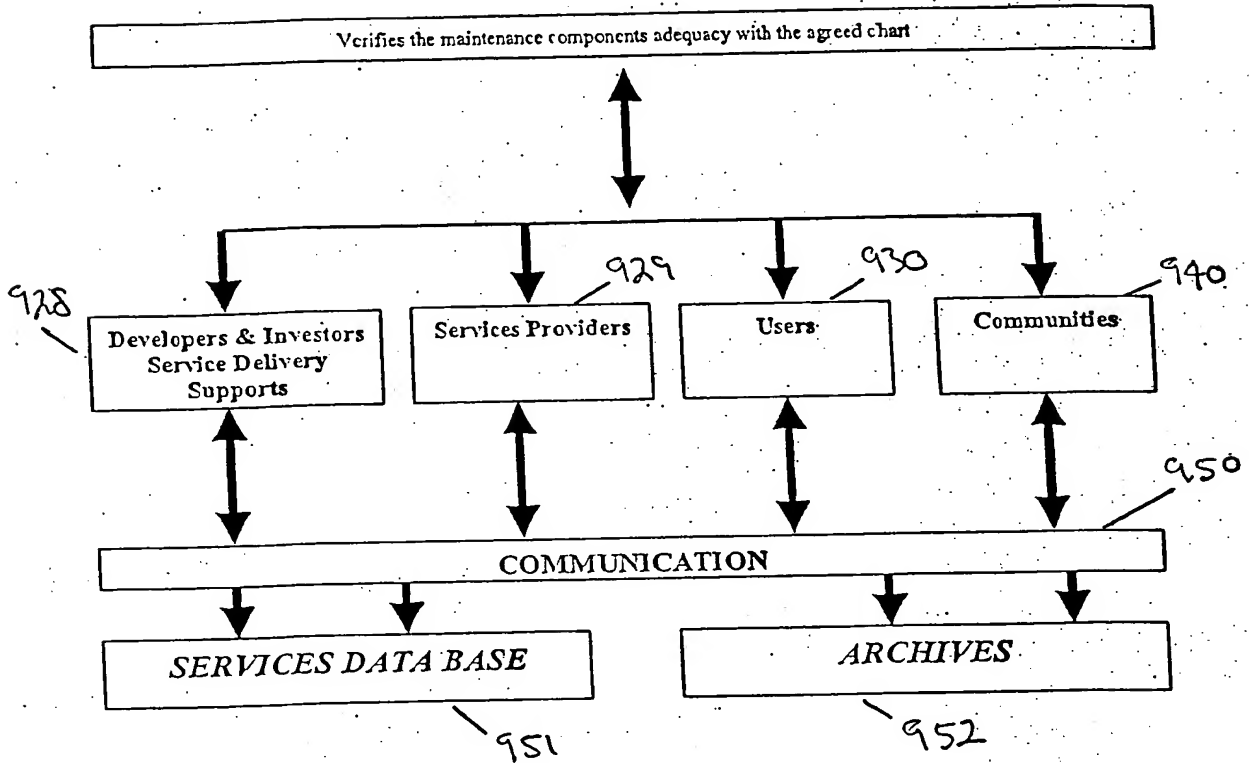 Verifies the maintenance components adequacy with the agreed chart
928
929
930
940
Developers & Investors
Service Delivery
Supports
Services Providers
Users
Communities
950
COMMUNICATION
SERVICES DATA BASE
ARCHIVES
951
952